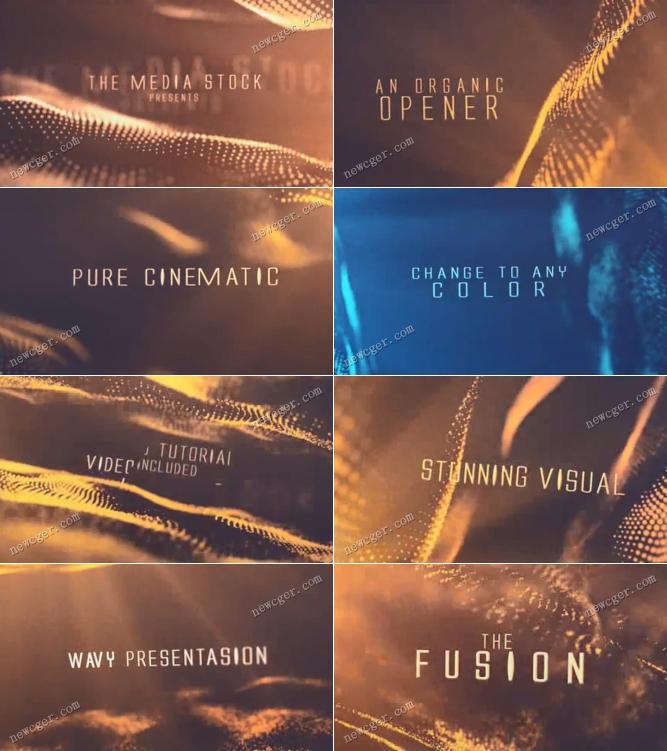 newcger.com
THE MEDIA STOCK
PRESENTS
newcger.com
newcger.com
AN ORGANIC
OPENER
newcger.com
newcger.com
PURE CINEMATIC
newcger.com
newcger.com
CHANGE TO ANY
COLOR
newcger.com
newcger.com
TUTORIAL
VIDEO INCLUDED
newcger.com
newcger.com
STUNNING VISUAL
newcger.com
newcger.com
WAVY PRESENTASION
newcger.com
newcger.com
THE
FUSION
newcger.com